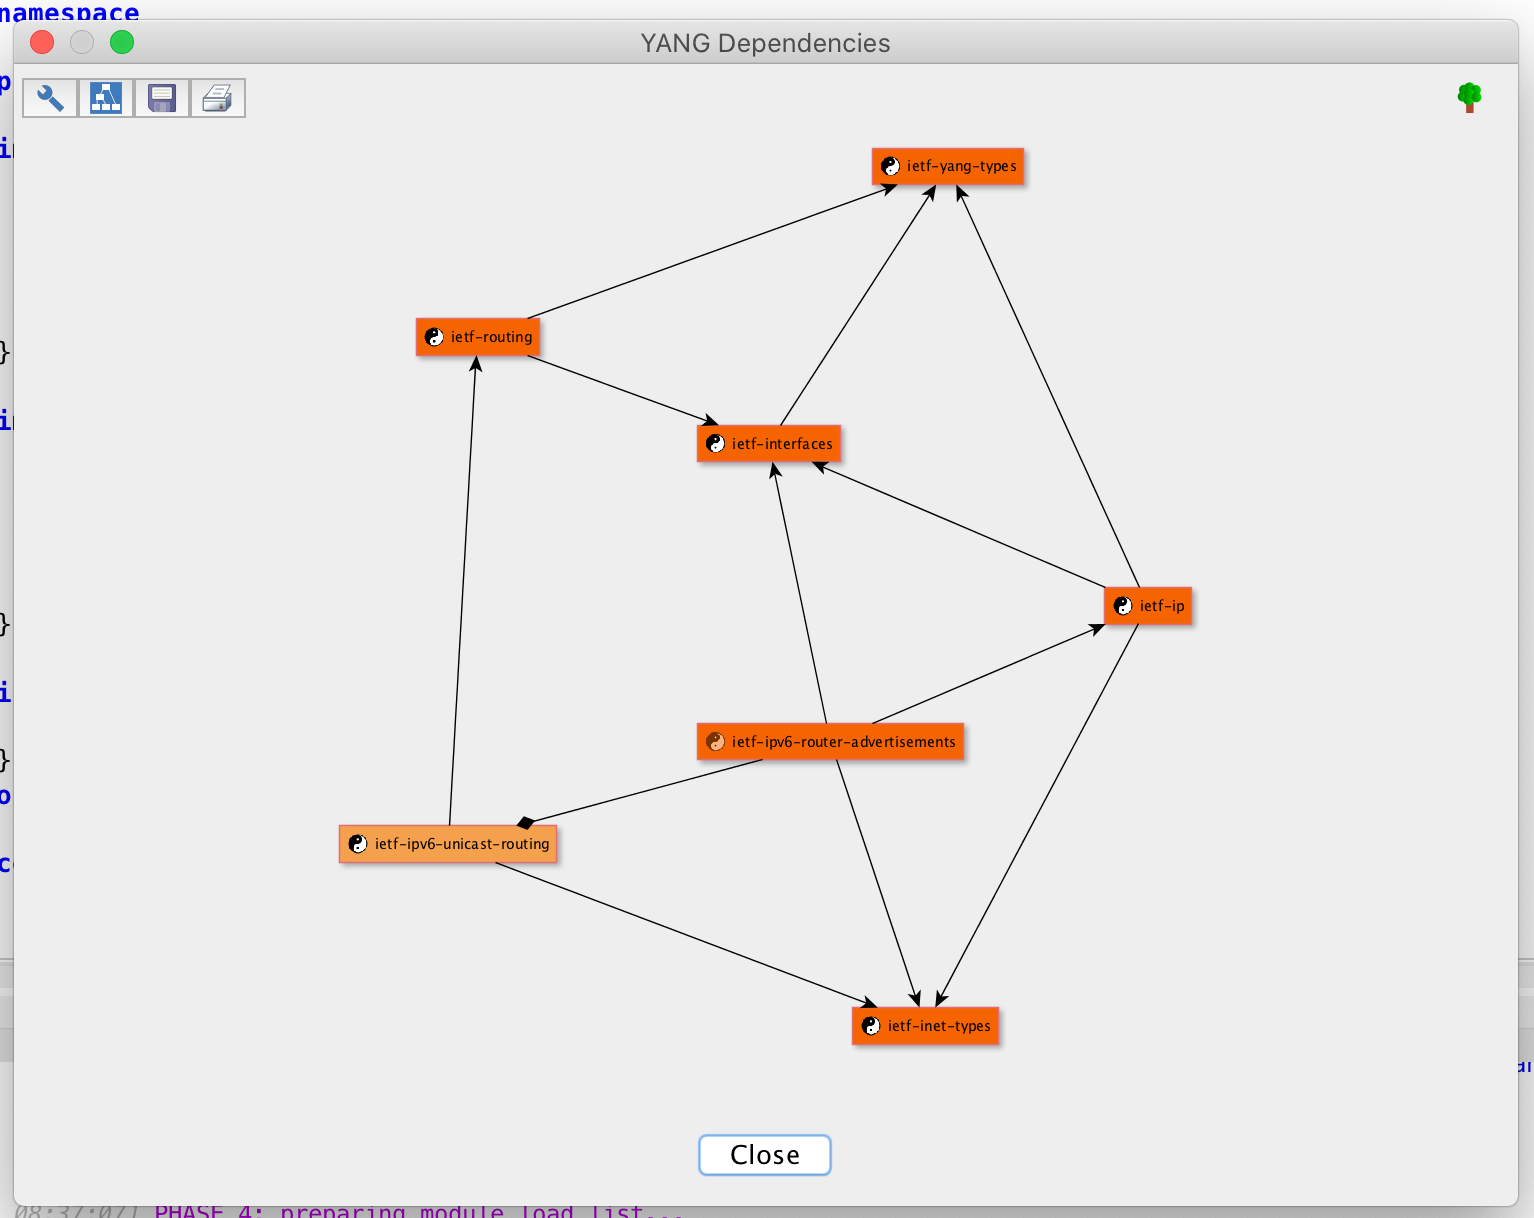 namespace
YANG Dependencies
ietf-yang-types
ietf-routing
}
ietf-interfaces
ietf-ip
}
ietf-ipv6-router-advertisements
}
ietf-ipv6-unicast-routing
ietf-inet-types
Close
08:37:07] PHASE 4: preparing module load list...